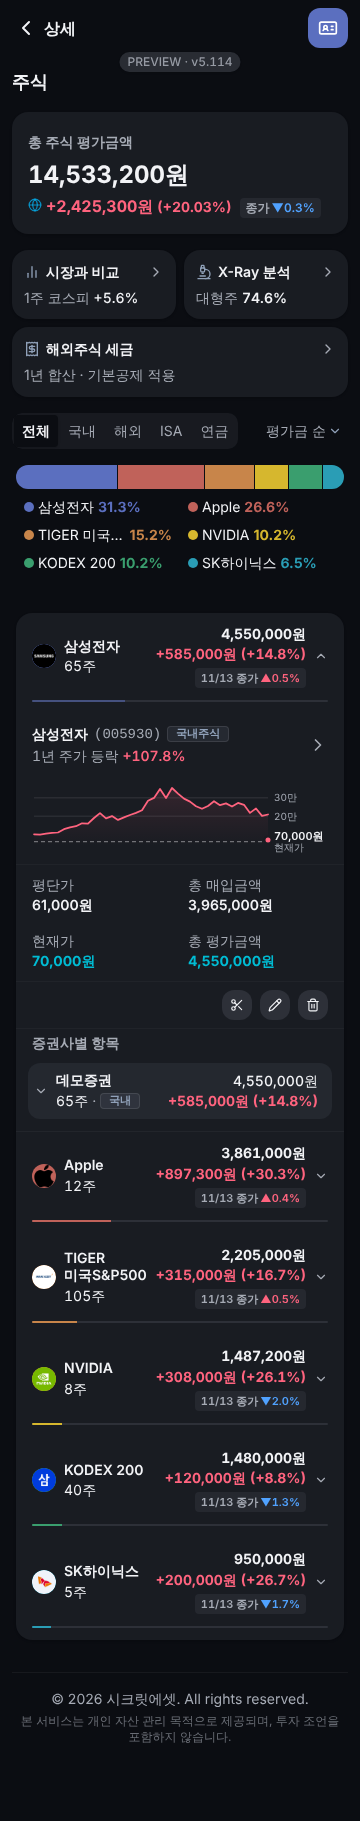 상세
PREVIEW · v5.114
주식
총 주식 평가금액
14,533,200원
+2,425,300원 (+20.03%) 종가 ▼0.3%
시장과 비교
1주 코스피 +5.6%
X-Ray 분석
대형주 74.6%
해외주식 세금
1년 합산 · 기본공제 적용
전체 국내 해외 ISA 연금 평가금 순
삼성전자 31.3% Apple 26.6%
TIGER 미국... 15.2% NVIDIA 10.2%
KODEX 200 10.2% SK하이닉스 6.5%
SAMSUNG
삼성전자
65주
4,550,000원
+585,000원 (+14.8%)
11/13 종가 ▲0.5%
삼성전자 (005930) 국내주식
1년 주가 등락 +107.8%
30만
20만
70,000원
현재가
평단가
61,000원
총 매입금액
3,965,000원
현재가
70,000원
총 평가금액
4,550,000원
증권사별 항목
데모증권
65주 · 국내
4,550,000원
+585,000원 (+14.8%)
Apple
12주
3,861,000원
+897,300원 (+30.3%)
11/13 종가 ▲0.4%
TIGER
미국S&P500
105주
2,205,000원
+315,000원 (+16.7%)
11/13 종가 ▲0.5%
NVIDIA
8주
1,487,200원
+308,000원 (+26.1%)
11/13 종가 ▼2.0%
삼
KODEX 200
40주
1,480,000원
+120,000원 (+8.8%)
11/13 종가 ▼1.3%
SK하이닉스
5주
950,000원
+200,000원 (+26.7%)
11/13 종가 ▼1.7%
© 2026 시크릿에셋. All rights reserved.
본 서비스는 개인 자산 관리 목적으로 제공되며, 투자 조언을
포함하지 않습니다.